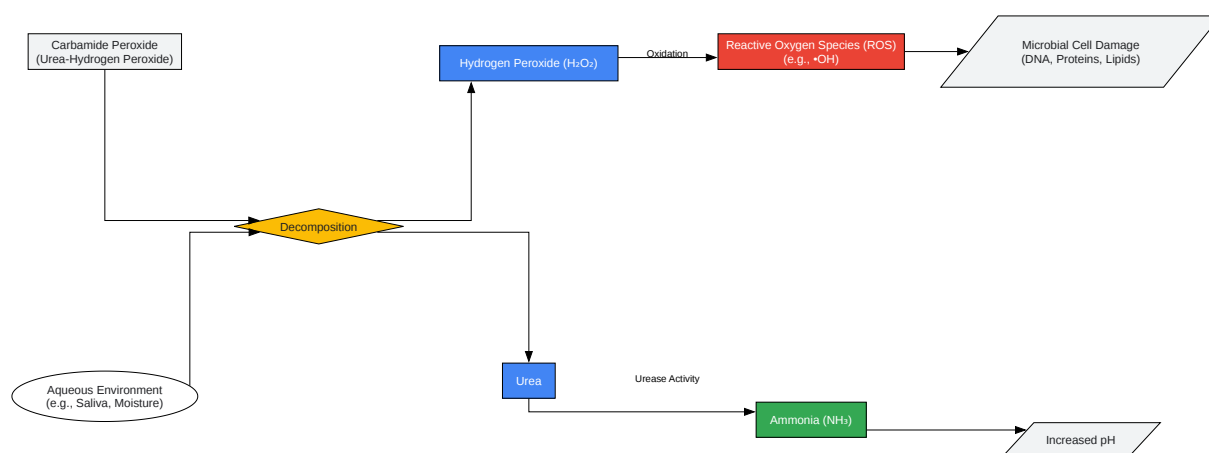 Carbamide Peroxide
(Urea-Hydrogen Peroxide)
Hydrogen Peroxide (H₂O₂)
Oxidation
Reactive Oxygen Species (ROS)
(e.g., •OH)
Microbial Cell Damage
(DNA, Proteins, Lipids)
Decomposition
Aqueous Environment
(e.g., Saliva, Moisture)
Urea
Urease Activity
Ammonia (NH₃)
Increased pH